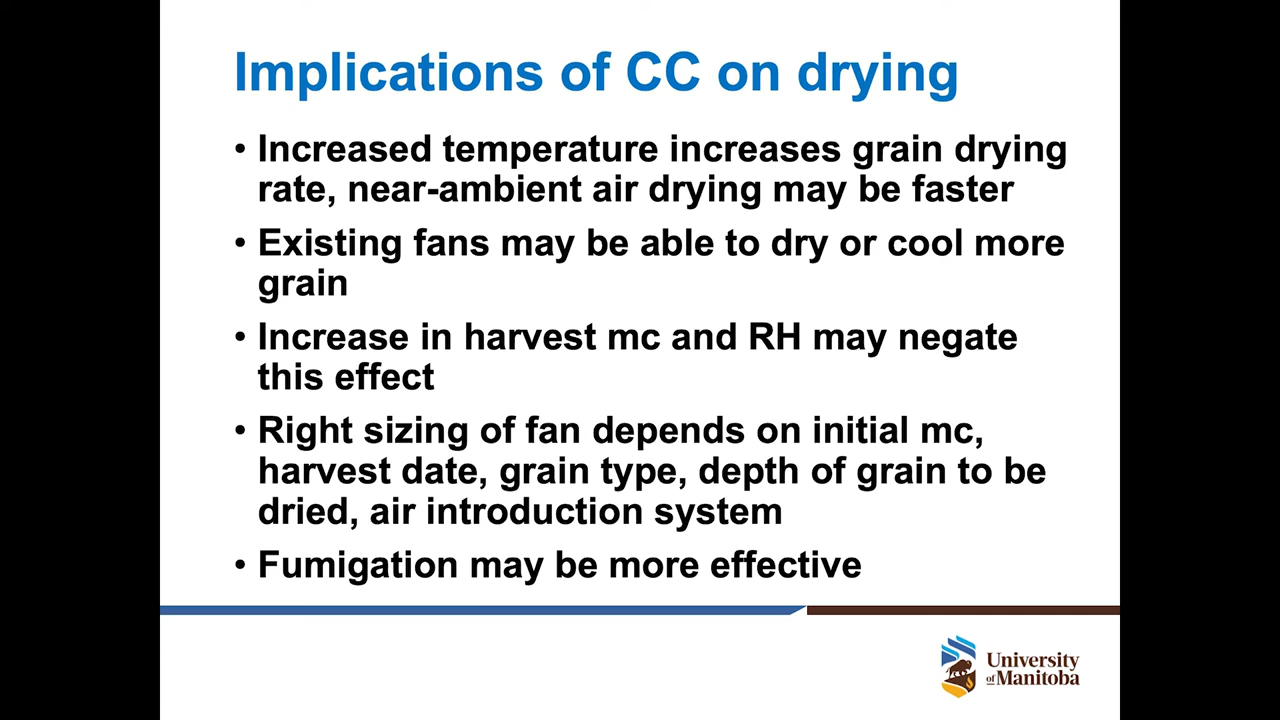 Implications of CC on drying
• Increased temperature increases grain drying
rate, near-ambient air drying may be faster
• Existing fans may be able to dry or cool more
grain
• Increase in harvest mc and RH may negate
this effect
• Right sizing of fan depends on initial mc,
harvest date, grain type, depth of grain to be
dried, air introduction system
• Fumigation may be more effective
University
of Manitoba